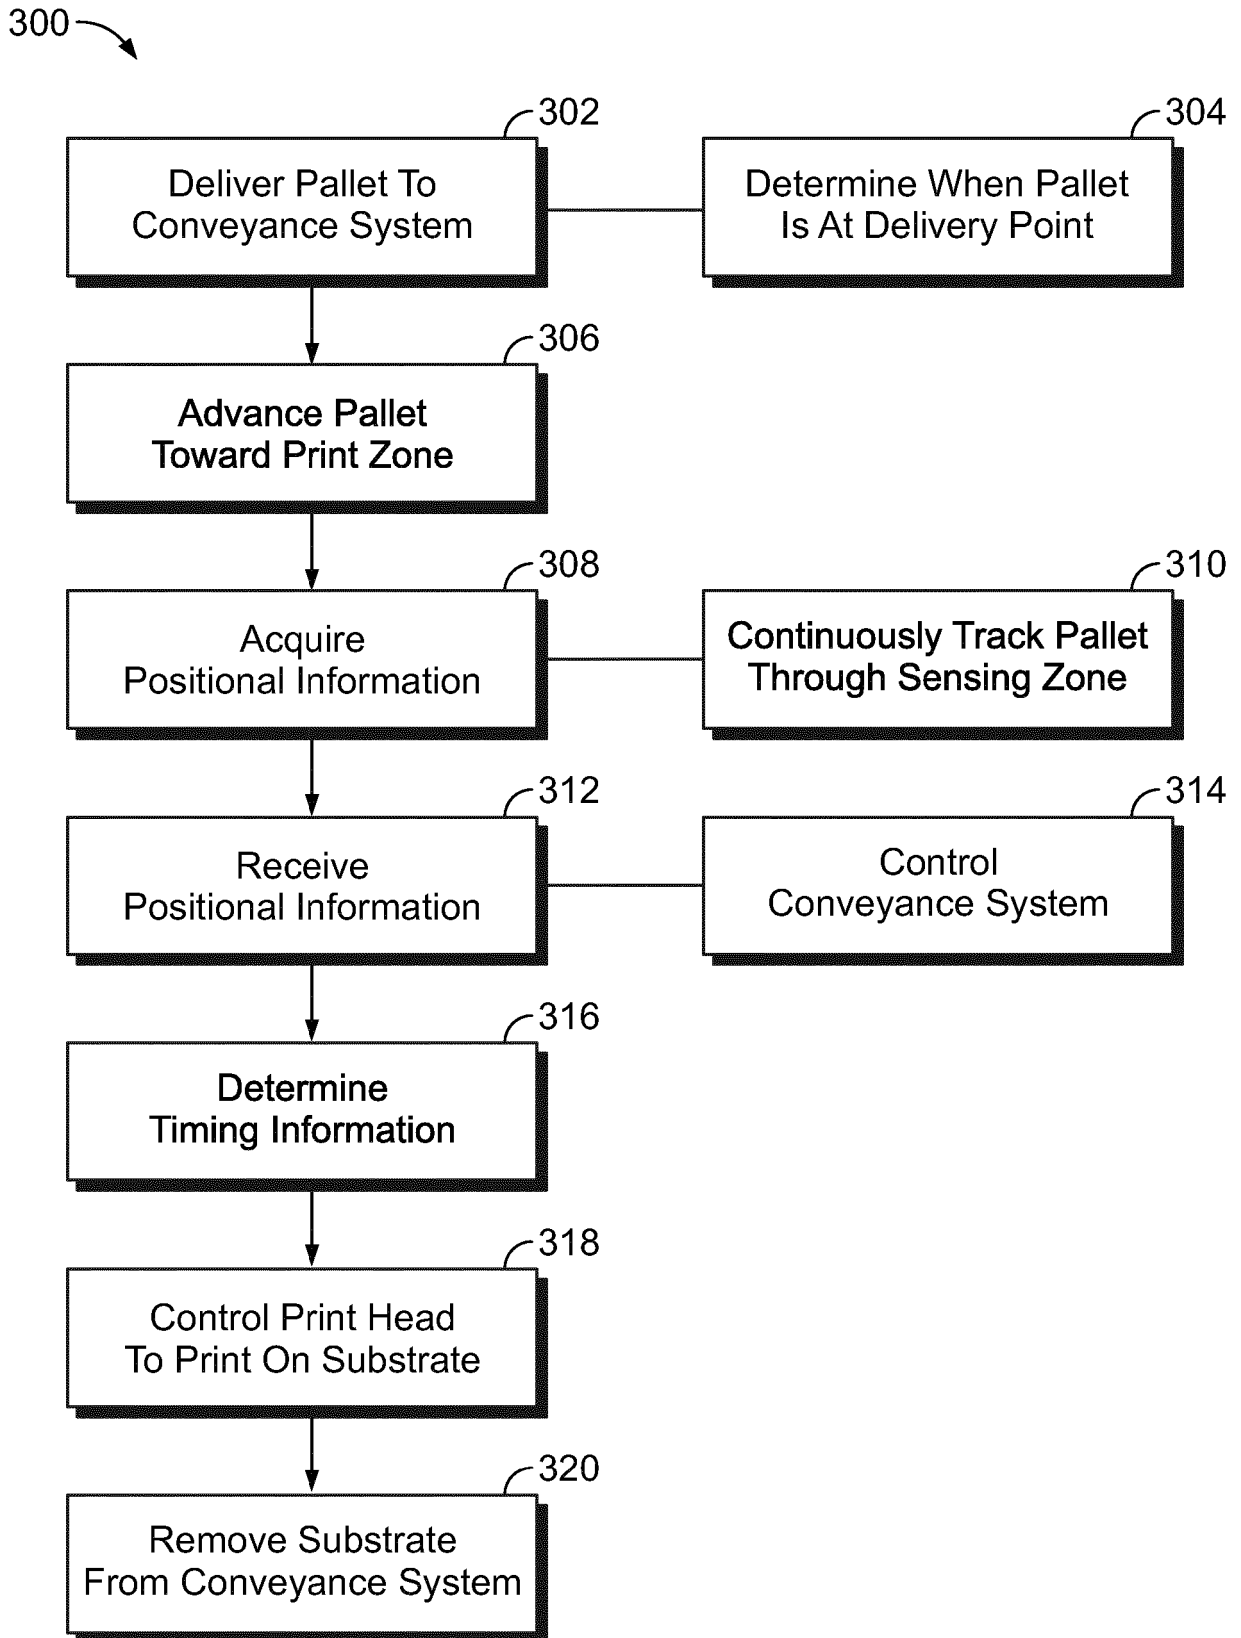 300
302
Deliver Pallet To
Conveyance System
304
Determine When Pallet
Is At Delivery Point
306
Advance Pallet
Toward Print Zone
308
Acquire
Positional Information
310
Continuously Track Pallet
Through Sensing Zone
312
Receive
Positional Information
314
Control
Conveyance System
316
Determine
Timing Information
318
Control Print Head
To Print On Substrate
320
Remove Substrate
From Conveyance System